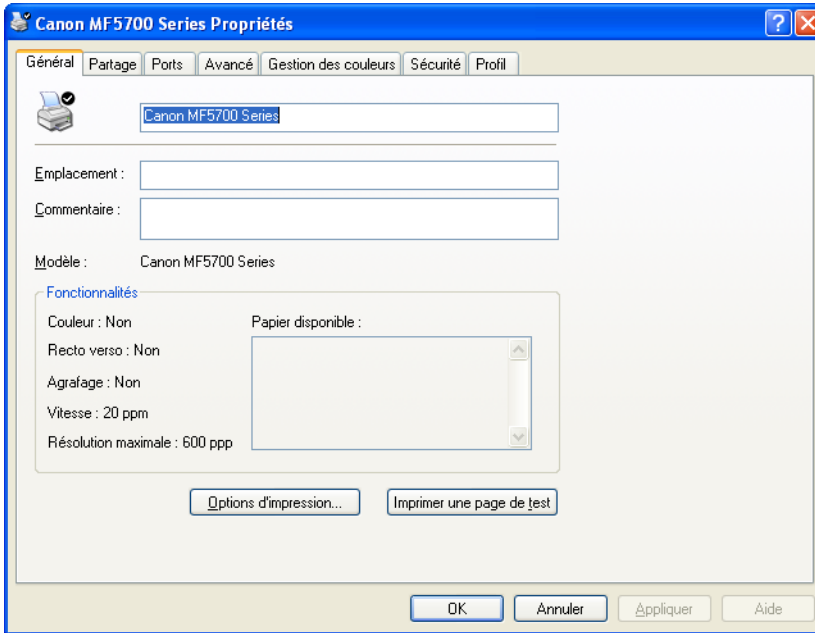 Canon MF5700 Series Propriétés
Général Partage Ports Avancé Gestion des couleurs Sécurité Profil
Canon MF5700 Series
Emplacement :
Commentaire :
Modèle : Canon MF5700 Series
Fonctionnalités
Couleur : Non Papier disponible :
Recto verso : Non
Agrafage : Non
Vitesse : 20 ppm
Résolution maximale : 600 ppp
Options d'impression... Imprimer une page de test
OK Annuler Appliquer Aide